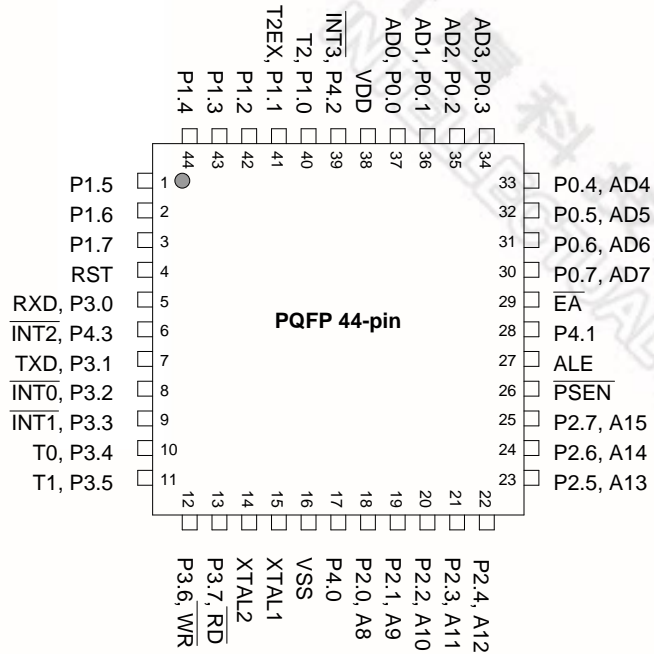 T2EX, P1.1
T2, P1.0
INT3, P4.2
VDD
AD0, P0.0
AD1, P0.1
AD2, P0.2
AD3, P0.3
P1.4
P1.3
P1.2
44
43
42
41
40
39
38
37
36
35
34
P1.5 1
P1.6 2
P1.7 3
RST 4
RXD, P3.0 5
INT2, P4.3 6
TXD, P3.1 7
INT0, P3.2 8
INT1, P3.3 9
T0, P3.4 10
T1, P3.5 11
PQFP 44-pin
33 P0.4, AD4
32 P0.5, AD5
31 P0.6, AD6
30 P0.7, AD7
29 EA
28 P4.1
27 ALE
26 PSEN
25 P2.7, A15
24 P2.6, A14
23 P2.5, A13
12
13
14
15
16
17
18
19
20
21
22
P3.6, WR
P3.7, RD
XTAL2
XTAL1
VSS
P4.0
P2.0, A8
P2.1, A9
P2.2, A10
P2.3, A11
P2.4, A12
科
INTELLECTUAL